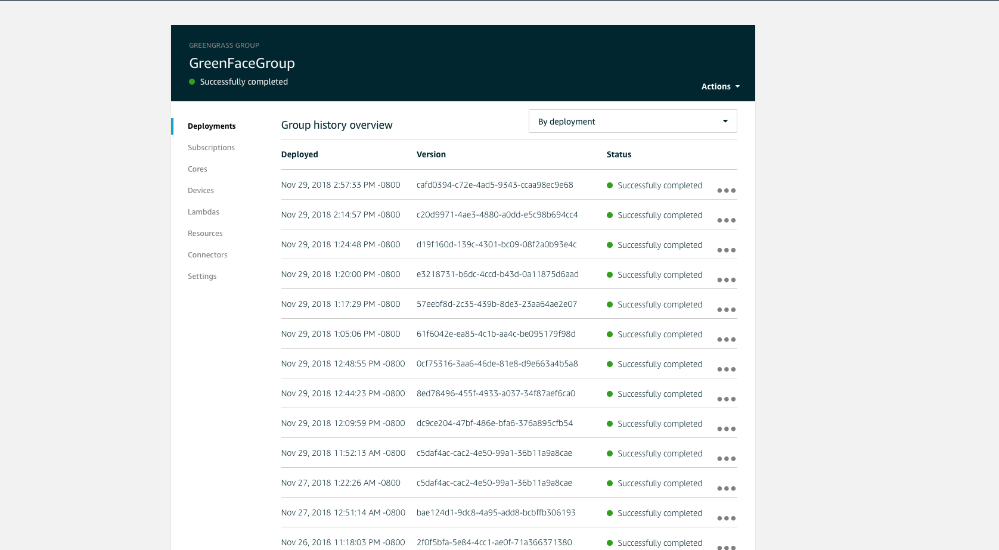 GREENGRASS GROUP
GreenFaceGroup
Successfully completed
Actions
Deployments
Subscriptions
Cores
Devices
Lambdas
Resources
Connectors
Settings
Group history overview
By deployment
Deployed Version Status
Nov 29, 2018 2:57:33 PM -0800 cafd0394-c72e-4ad5-9343-ccaa98ec9e68 Successfully completed
Nov 29, 2018 2:14:57 PM -0800 c20d9971-4ae3-4880-a0dd-e5c98b694cc4 Successfully completed
Nov 29, 2018 1:24:48 PM -0800 d19f160d-139c-4301-bc09-08f2a0b93e4c Successfully completed
Nov 29, 2018 1:20:00 PM -0800 e3218731-b6dc-4ccd-b43d-0a11875d6aad Successfully completed
Nov 29, 2018 1:17:29 PM -0800 57eebf8d-2c35-439b-8de3-23aa64ae2e07 Successfully completed
Nov 29, 2018 1:05:06 PM -0800 61f6042e-ea85-4c1b-aa4c-be095179f98d Successfully completed
Nov 29, 2018 12:48:55 PM -0800 0cf75316-3aa6-46de-81e8-d9e663a4b5a8 Successfully completed
Nov 29, 2018 12:44:23 PM -0800 8ed78496-455f-4933-a037-34f87aef6ca0 Successfully completed
Nov 29, 2018 12:09:59 PM -0800 dc9ce204-47bf-486e-bfa6-376a895cfb54 Successfully completed
Nov 29, 2018 11:52:13 AM -0800 c5daf4ac-cac2-4e50-99a1-36b11a9a8cae Successfully completed
Nov 27, 2018 1:22:26 AM -0800 c5daf4ac-cac2-4e50-99a1-36b11a9a8cae Successfully completed
Nov 27, 2018 12:51:14 AM -0800 bae124d1-9dc8-4a95-add8-bcbffb306193 Successfully completed
Nov 26, 2018 11:18:03 PM -0800 2f0f5bfa-5e84-4cc1-ae0f-71a366371380 Successfully completed